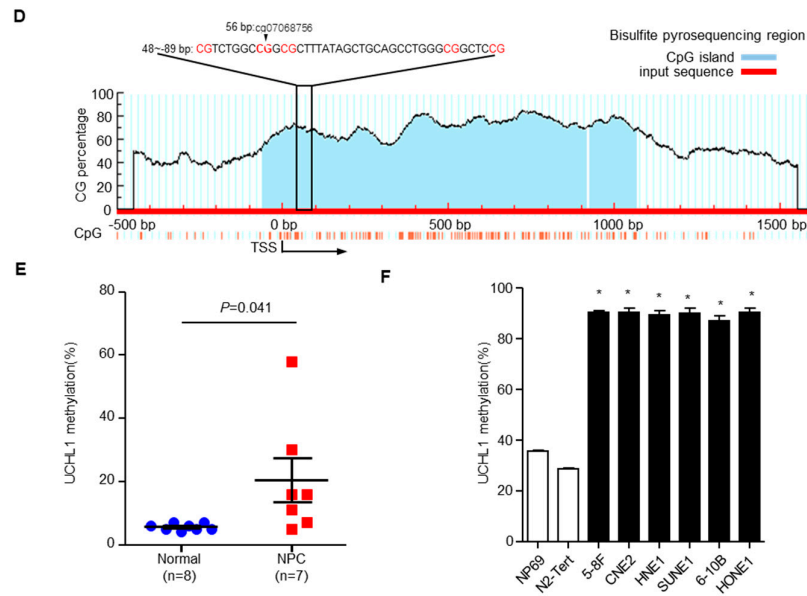 D
56 bp:cg07068756
48~-89 bp: CGTCTGGCCGGCGCTTTATAGCTGCAGCCTGGGCGGCTCCG
Bisulfite pyrosequencing region
CpG island
input sequence
CG percentage
100
80
60
40
20
0
-500 bp 0 bp 500 bp 1000 bp 1500 bp
CpG
TSS
E
P=0.041
UCHL1 methylation(%)
80
60
40
20
0
Normal (n=8)
NPC (n=7)
F
UCHL1 methylation(%)
100
80
60
40
20
0
* * * * * *
NP69 N2-Tert 5-8F CNE2 HNE1 SUNE1 6-10B HONE1